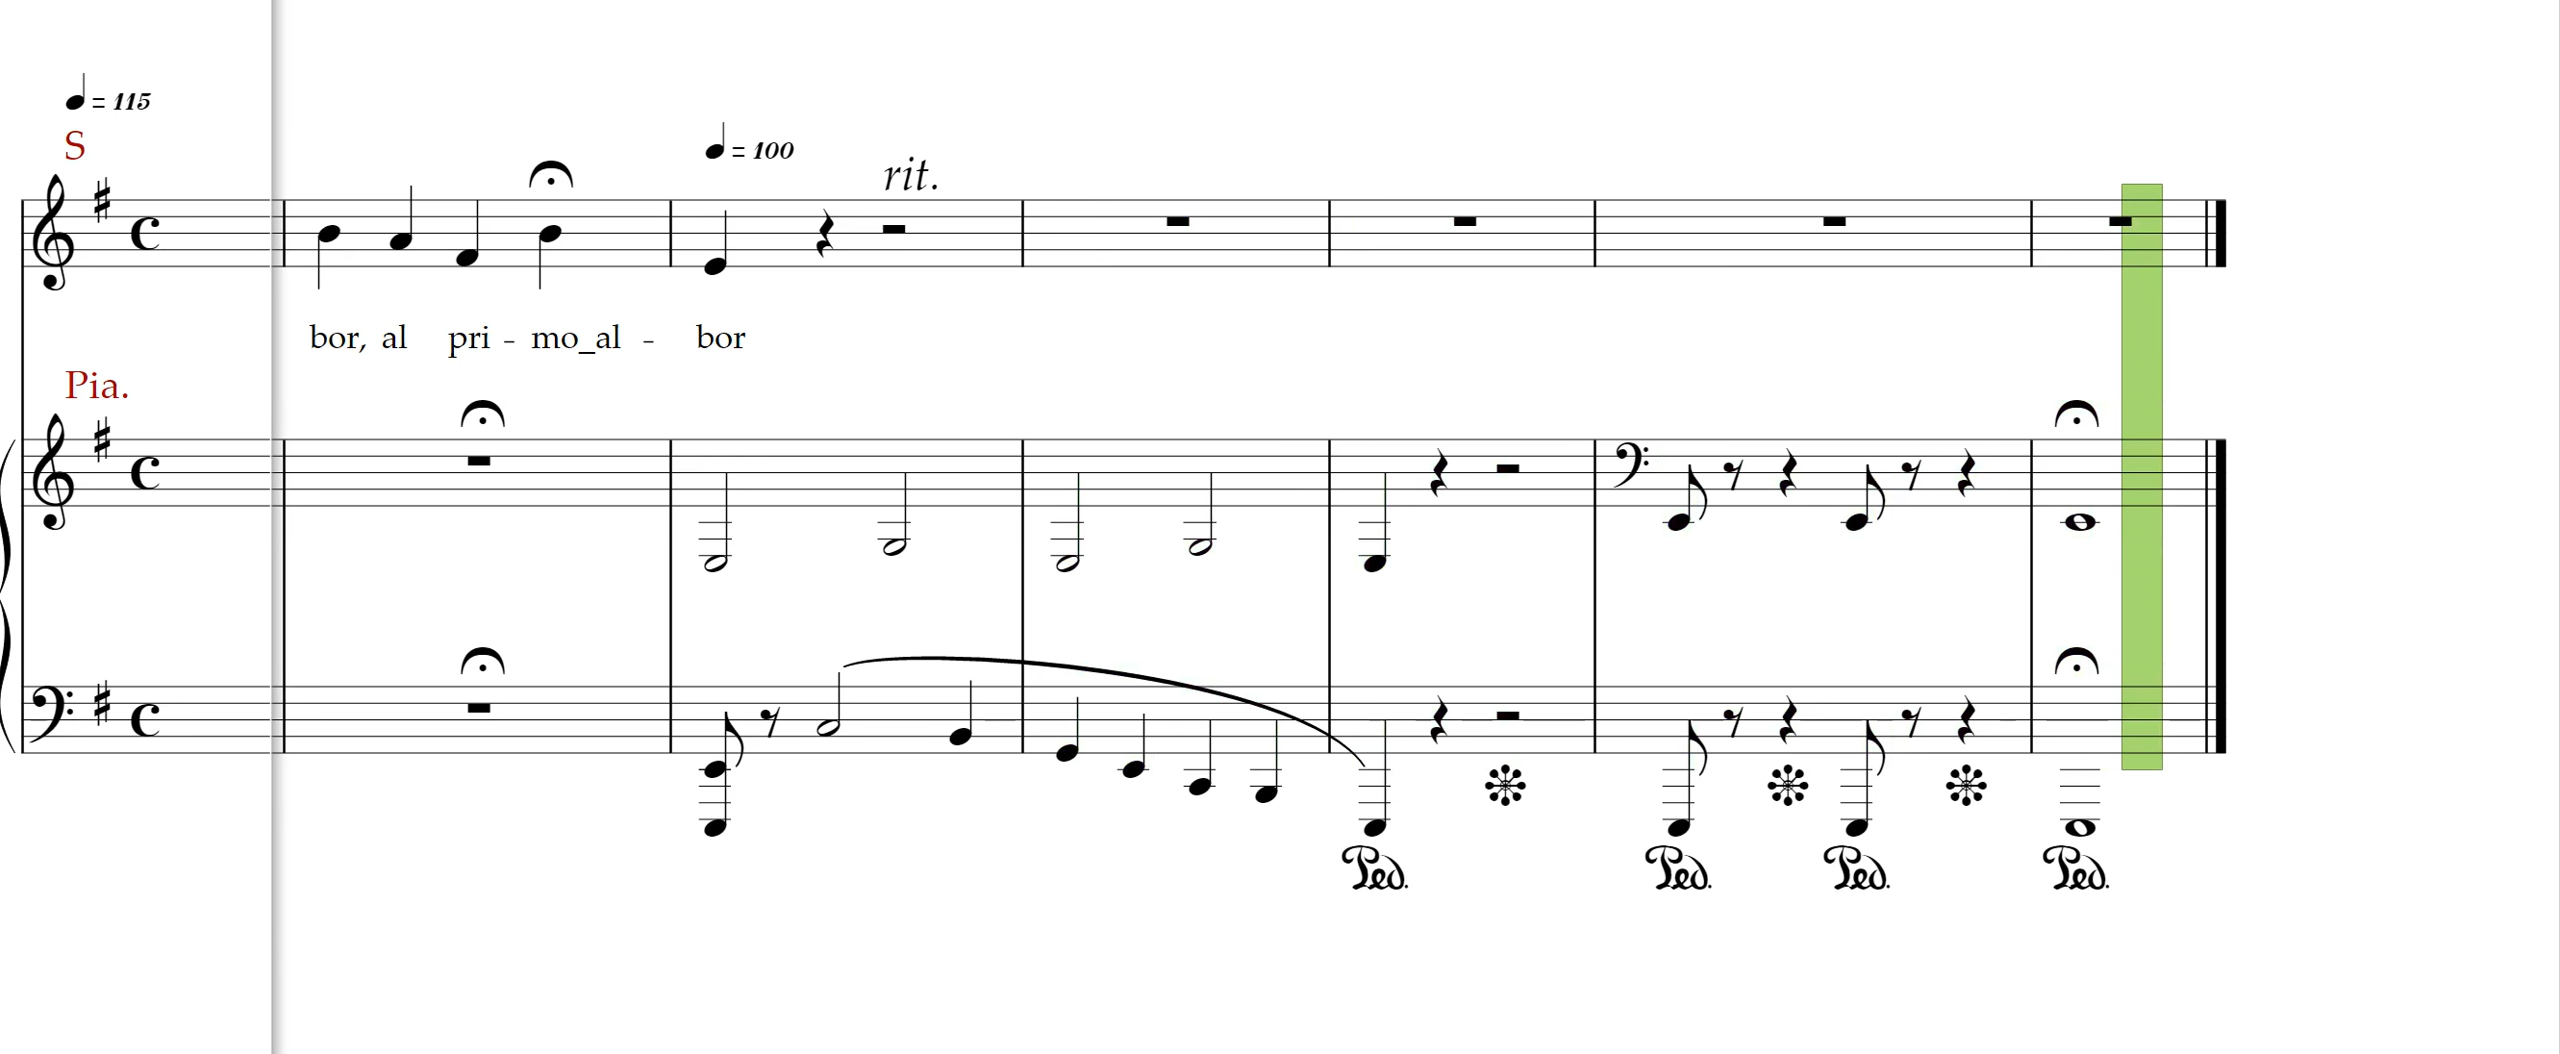 = 115
S
= 100
rit.
bor, al pri - mo_al - bor
Pia.
Ped. Ped. Ped. Ped.